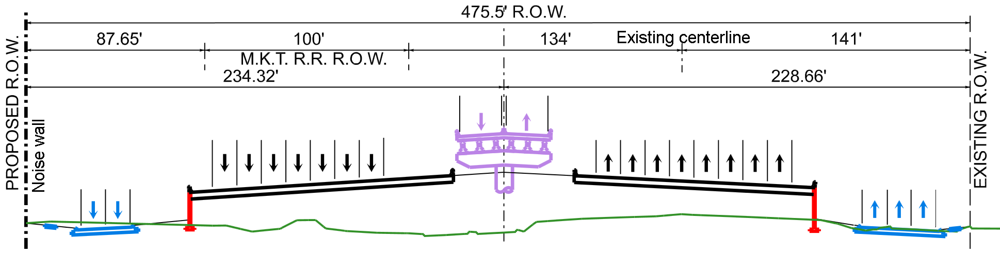 475.5' R.O.W.
87.65'
100'
134'
Existing centerline
141'
M.K.T. R.R. R.O.W.
234.32'
228.66'
PROPOSED R.O.W.
Noise wall
EXISTING R.O.W.